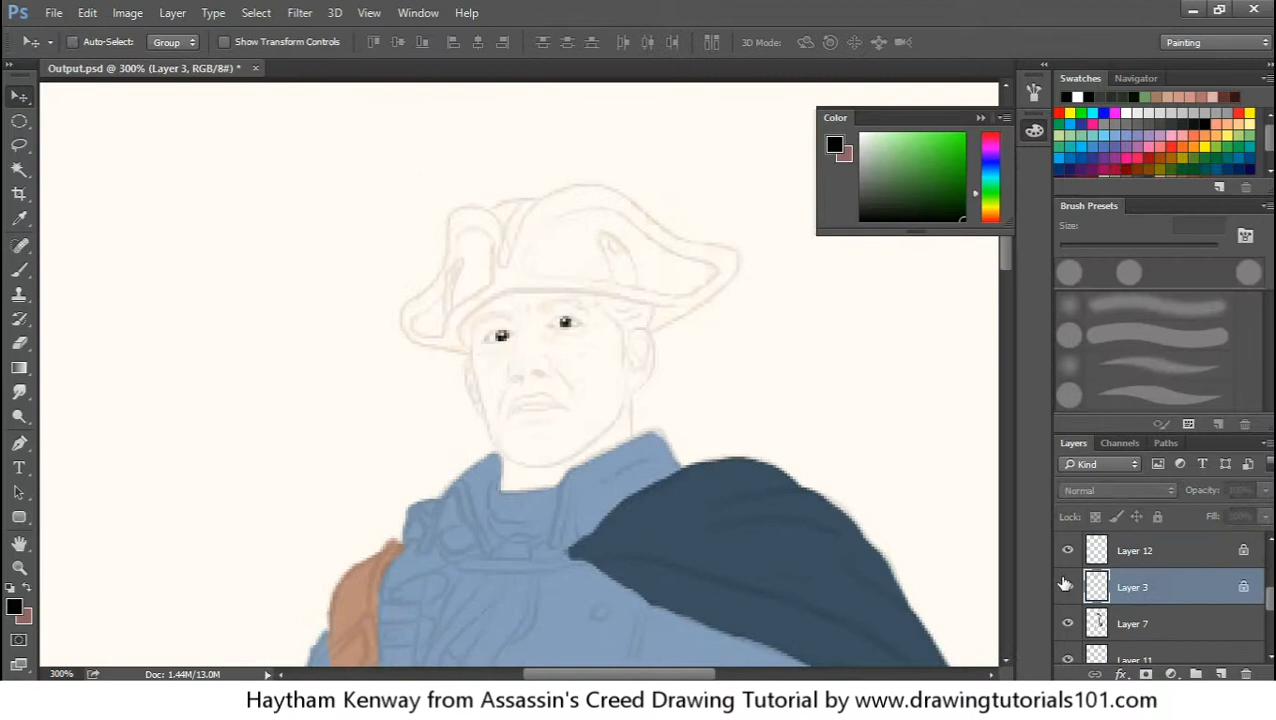 Ps File Edit Image Layer Type Select Filter 3D View Window Help
Auto-Select: Group Show Transform Controls 3D Mode: Painting
Output.psd @ 300% (Layer 3, RGB/8#) * ×
Swatches Navigator
Color
Brush Presets
Size:
Layers Channels Paths
Kind
Normal Opacity: 100%
Lock: Fill: 100%
Layer 12
Layer 3
Layer 7
Layer 11
300% Doc: 1.44M/13.0M
Haytham Kenway from Assassin's Creed Drawing Tutorial by www.drawingtutorials101.com